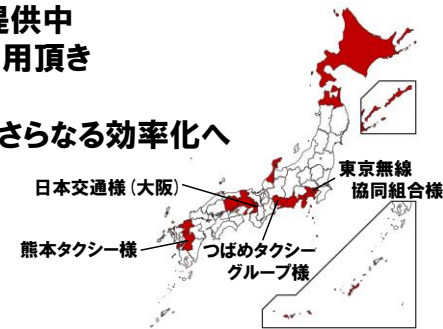 提供中
用頂き
さらなる効率化へ
日本交通様(大阪)
東京無線
協同組合様
熊本タクシー様
つばめタクシー
グループ様